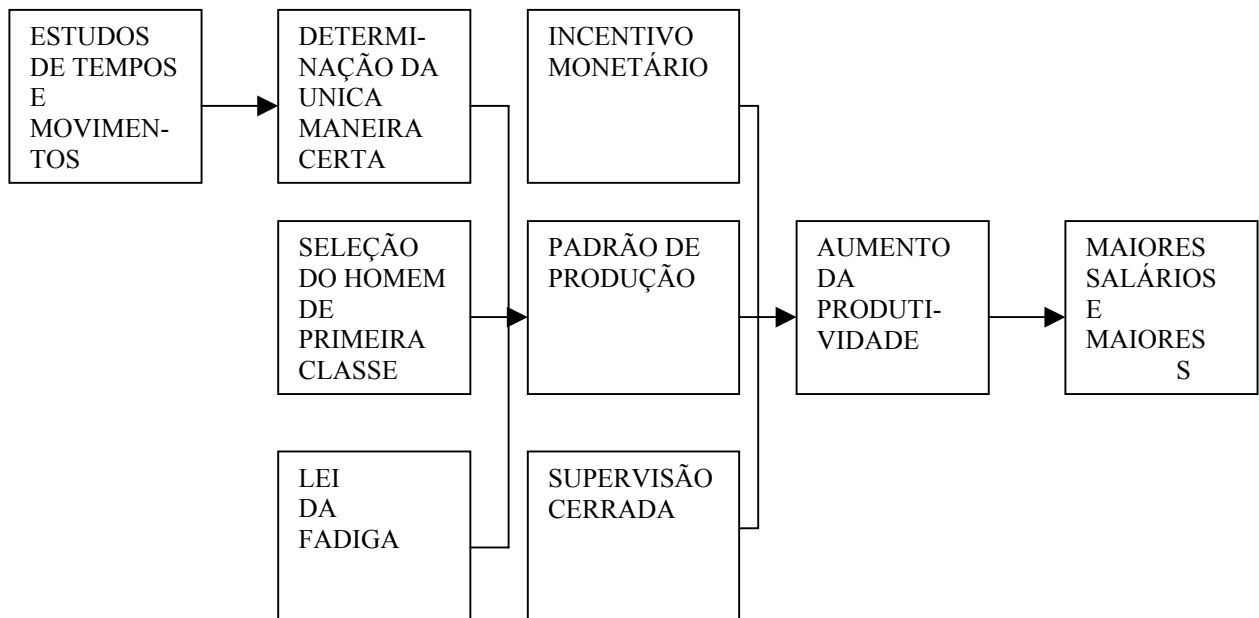 ESTUDOS
DE TEMPOS
E
MOVIMEN-
TOS
DETERMI-
NAÇÃO DA
UNICA
MANEIRA
CERTA
INCENTIVO
MONETÁRIO
SELEÇÃO
DO HOMEM
DE
PRIMEIRA
CLASSE
PADRÃO DE
PRODUÇÃO
AUMENTO
DA
PRODUTI-
VIDADE
MAIORES
SALÁRIOS
E
MAIORES
S
LEI
DA
FADIGA
SUPERVISÃO
CERRADA